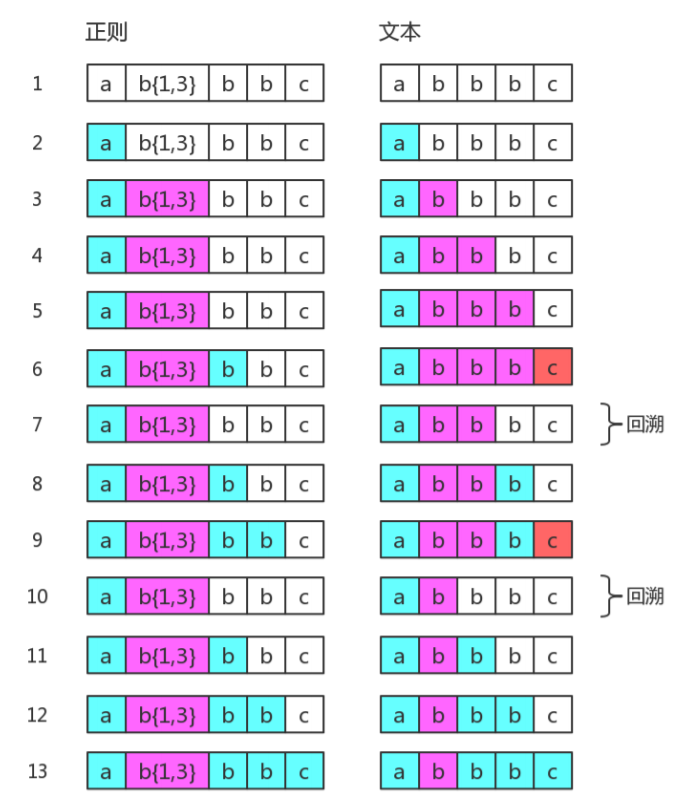 正则 文本
1 a b{1,3} b b c a b b b c
2 a b{1,3} b b c a b b b c
3 a b{1,3} b b c a b b b c
4 a b{1,3} b b c a b b b c
5 a b{1,3} b b c a b b b c
6 a b{1,3} b b c a b b b c
7 a b{1,3} b b c a b b b c 回溯
8 a b{1,3} b b c a b b b c
9 a b{1,3} b b c a b b b c
10 a b{1,3} b b c a b b b c 回溯
11 a b{1,3} b b c a b b b c
12 a b{1,3} b b c a b b b c
13 a b{1,3} b b c a b b b c